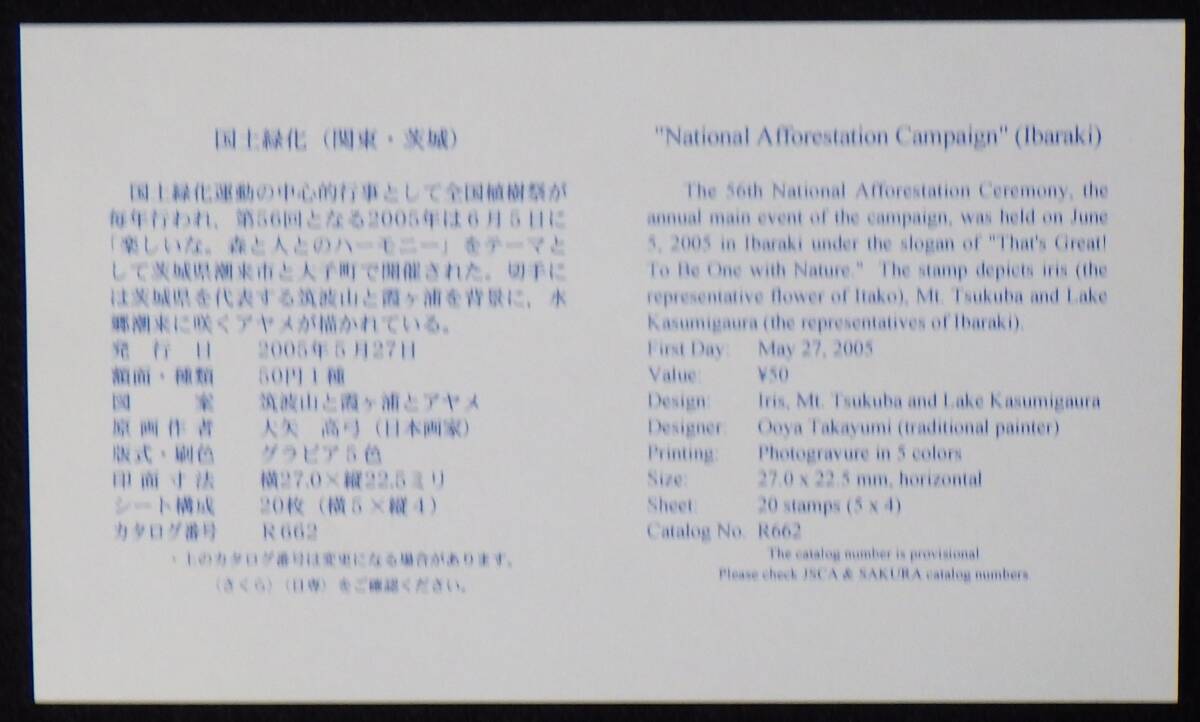 国土緑化（関東・茨城）
国土緑化運動の中心的行事として全国植樹祭が
毎年行われ，第56回となる2005年は６月５日に
「楽しいな。森と人とのハーモニー」をテーマと
して茨城県潮来市と大子町で開催された。切手に
は茨城県を代表する筑波山と霞ヶ浦を背景に，水
郷潮来に咲くアヤメが描かれている。
発行日 2005年５月27日
額面・種類 50円１種
図案 筑波山と霞ヶ浦とアヤメ
原画作者 大矢 高弓（日本画家）
版式・刷色 グラビア５色
印面寸法 横27.0×縦22.5ミリ
シート構成 20枚（横５×縦４）
カタログ番号 Ｒ662
・上のカタログ番号は変更になる場合があります。
（さくら）（日専）をご確認ください。
"National Afforestation Campaign" (Ibaraki)
The 56th National Afforestation Ceremony, the
annual main event of the campaign, was held on June
5, 2005 in Ibaraki under the slogan of "That's Great!
To Be One with Nature." The stamp depicts iris (the
representative flower of Itako), Mt. Tsukuba and Lake
Kasumigaura (the representatives of Ibaraki).
First Day: May 27, 2005
Value: ¥50
Design: Iris, Mt. Tsukuba and Lake Kasumigaura
Designer: Ooya Takayumi (traditional painter)
Printing: Photogravure in 5 colors
Size: 27.0 x 22.5 mm, horizontal
Sheet: 20 stamps (5 x 4)
Catalog No. R662
The catalog number is provisional
Please check JSCA & SAKURA catalog numbers